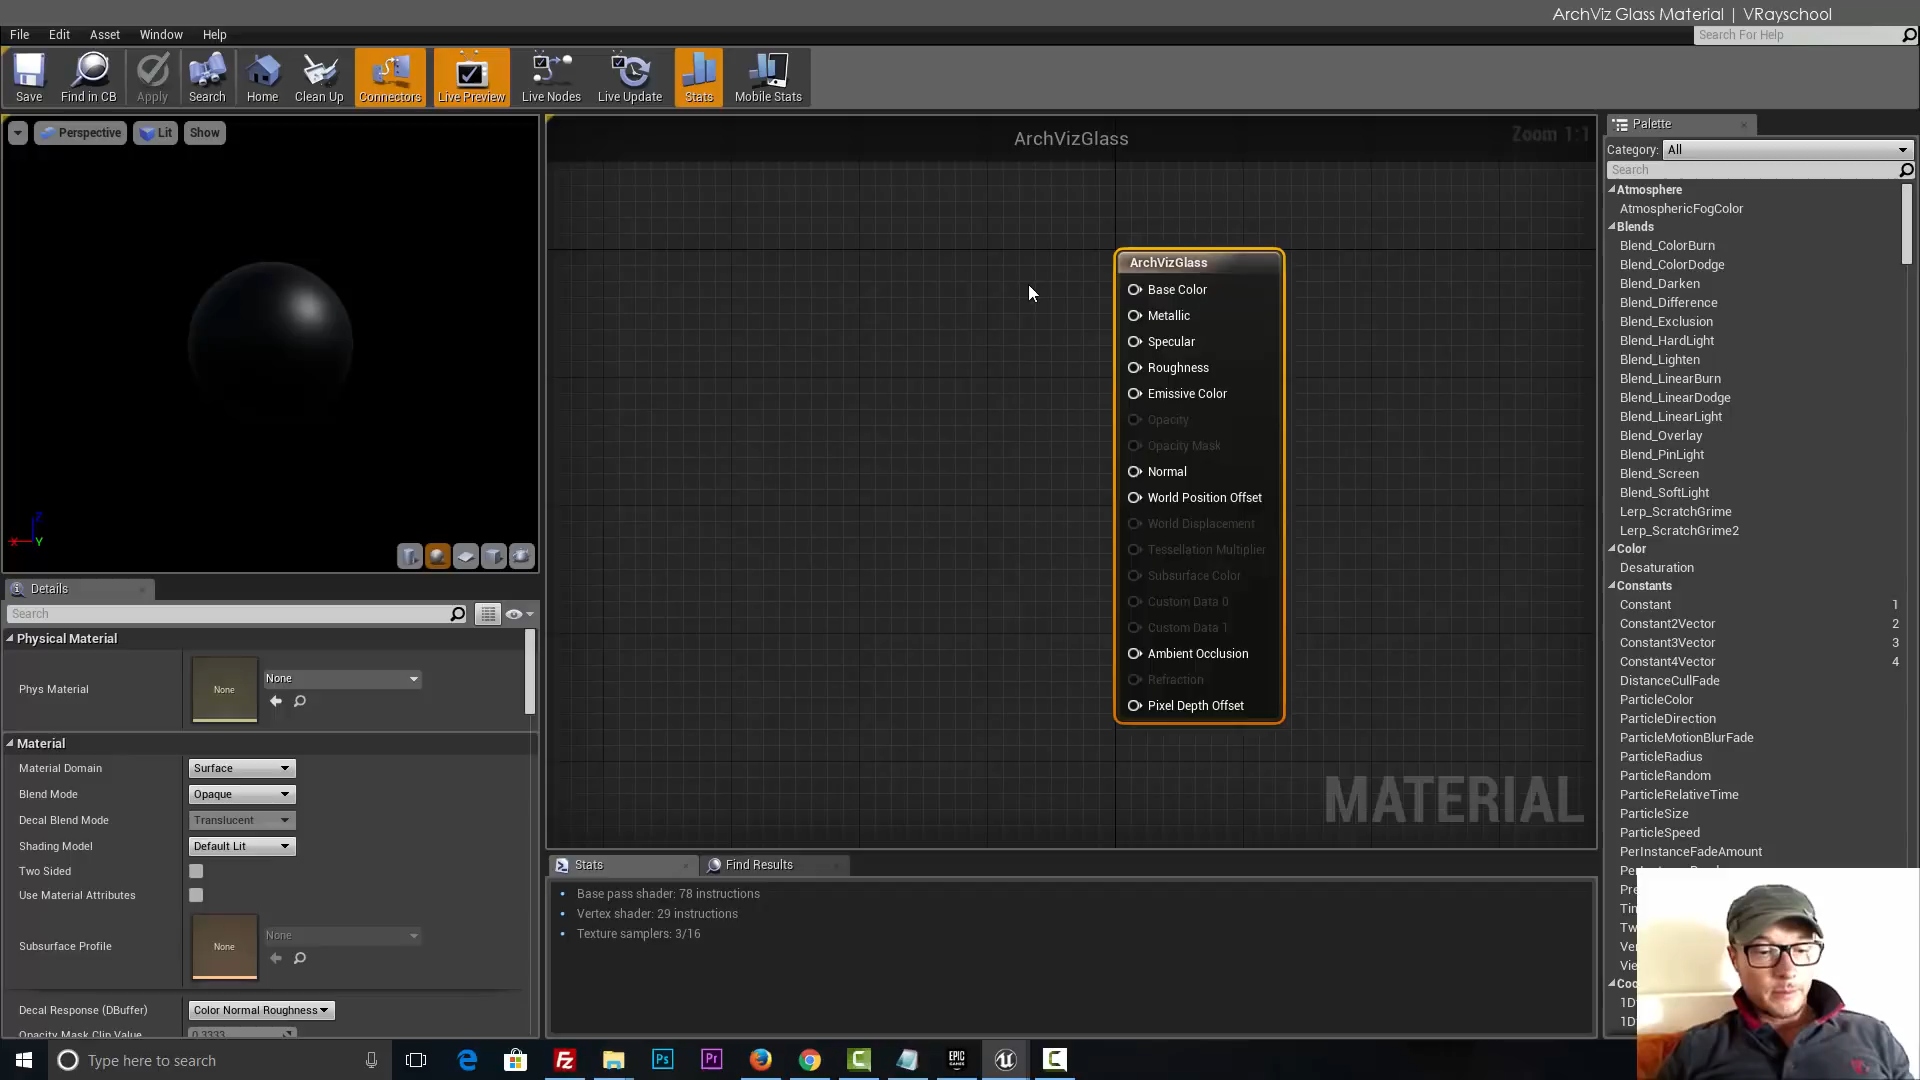 ArchViz Glass Material | VRayschool
File Edit Asset Window Help
Search For Help
Save Find in CB Apply Search Home Clean Up Connectors Live Preview Live Nodes Live Update Stats Mobile Stats
Perspective Lit Show
ArchVizGlass
Zoom 1:1
Palette
Category: All
Search
Atmosphere
AtmosphericFogColor
Blends
Blend_ColorBurn
Blend_ColorDodge
Blend_Darken
Blend_Difference
Blend_Exclusion
Blend_HardLight
Blend_Lighten
Blend_LinearBurn
Blend_LinearDodge
Blend_LinearLight
Blend_Overlay
Blend_PinLight
Blend_Screen
Blend_SoftLight
Lerp_ScratchGrime
Lerp_ScratchGrime2
Color
Desaturation
Constants
Constant 1
Constant2Vector 2
Constant3Vector 3
Constant4Vector 4
DistanceCullFade
ParticleColor
ParticleDirection
ParticleMotionBlurFade
ParticleRadius
ParticleRandom
ParticleRelativeTime
ParticleSize
ParticleSpeed
PerInstanceFadeAmount
ArchVizGlass
Base Color
Metallic
Specular
Roughness
Emissive Color
Opacity
Opacity Mask
Normal
World Position Offset
World Displacement
Tessellation Multiplier
Subsurface Color
Custom Data 0
Custom Data 1
Ambient Occlusion
Refraction
Pixel Depth Offset
MATERIAL
X Y Z
Details
Search
Physical Material
Phys Material None None
Material
Material Domain Surface
Blend Mode Opaque
Decal Blend Mode Translucent
Shading Model Default Lit
Two Sided
Use Material Attributes
Subsurface Profile None None
Decal Response (DBuffer) Color Normal Roughness
Opacity Mask Clip Value 0.3333
Stats Find Results
Base pass shader: 78 instructions
Vertex shader: 29 instructions
Texture samplers: 3/16
Type here to search